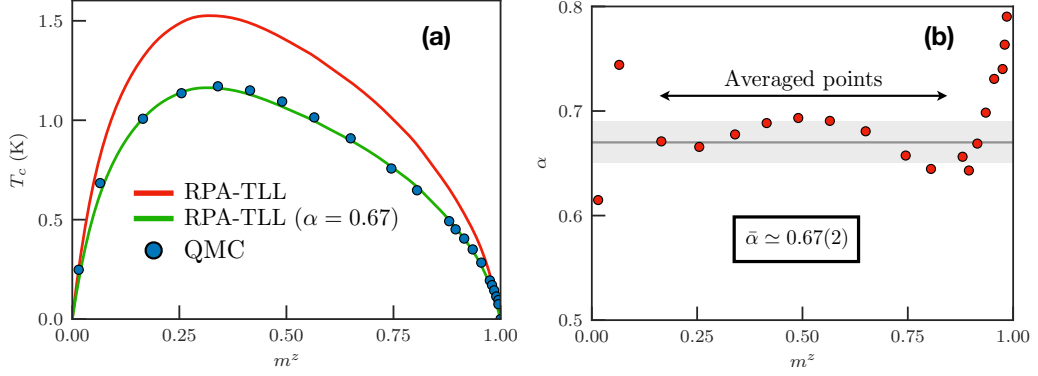 (a)
1.5
1.0
0.5
0.0
T_c (K)
RPA-TLL
RPA-TLL (α = 0.67)
QMC
0.00 0.25 0.50 0.75 1.00
m^z
(b)
0.8
0.7
0.6
0.5
α
Averaged points
ᾱ ≃ 0.67(2)
0.00 0.25 0.50 0.75 1.00
m^z